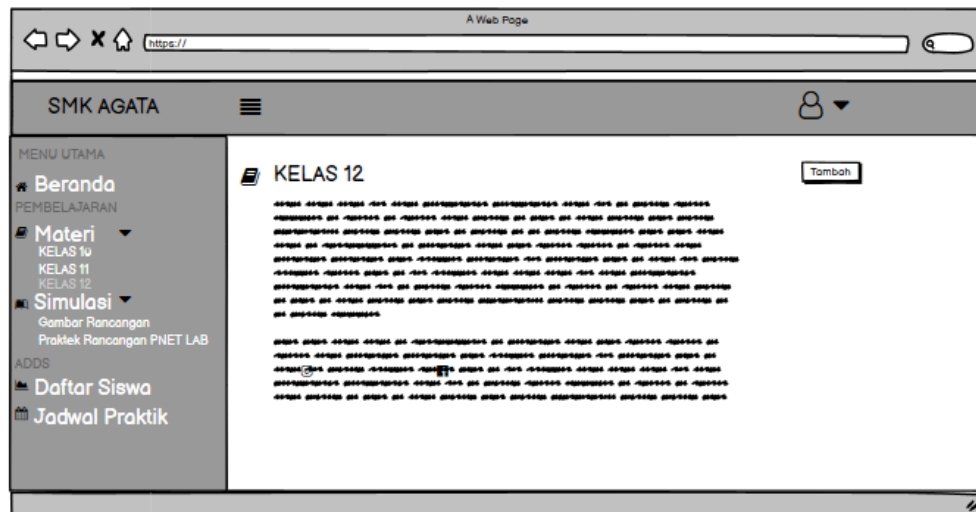 A Web Page
https://
SMK AGATA
MENU UTAMA
Beranda
PEMBELAJARAN
Materi
KELAS 10
KELAS 11
KELAS 12
Simulasi
Gambar Rancangan
Praktek Rancangan PNET LAB
ADDS
Daftar Siswa
Jadwal Praktik
KELAS 12
Tambah